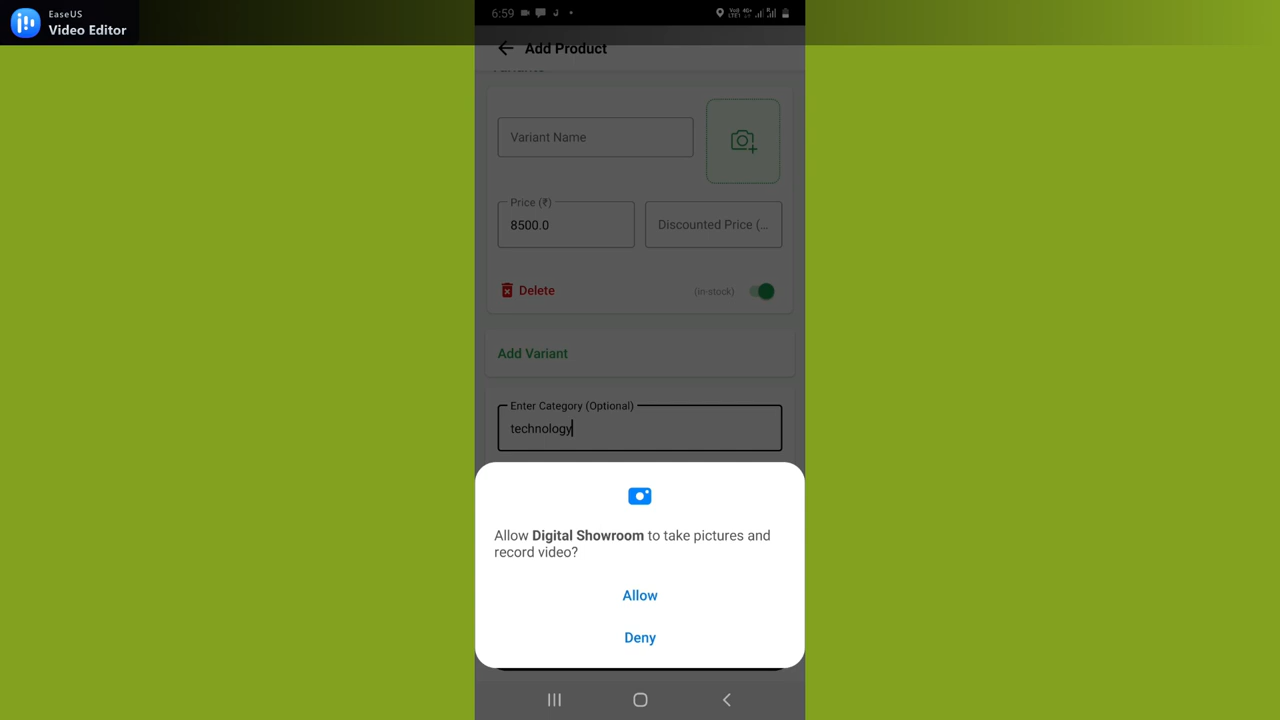 EaseUS
Video Editor
6:59
Add Product
Variants
Variant Name
Price (₹)
8500.0
Discounted Price (...
Delete
(in-stock)
Add Variant
Enter Category (Optional)
technology
Allow Digital Showroom to take pictures and
record video?
Allow
Deny